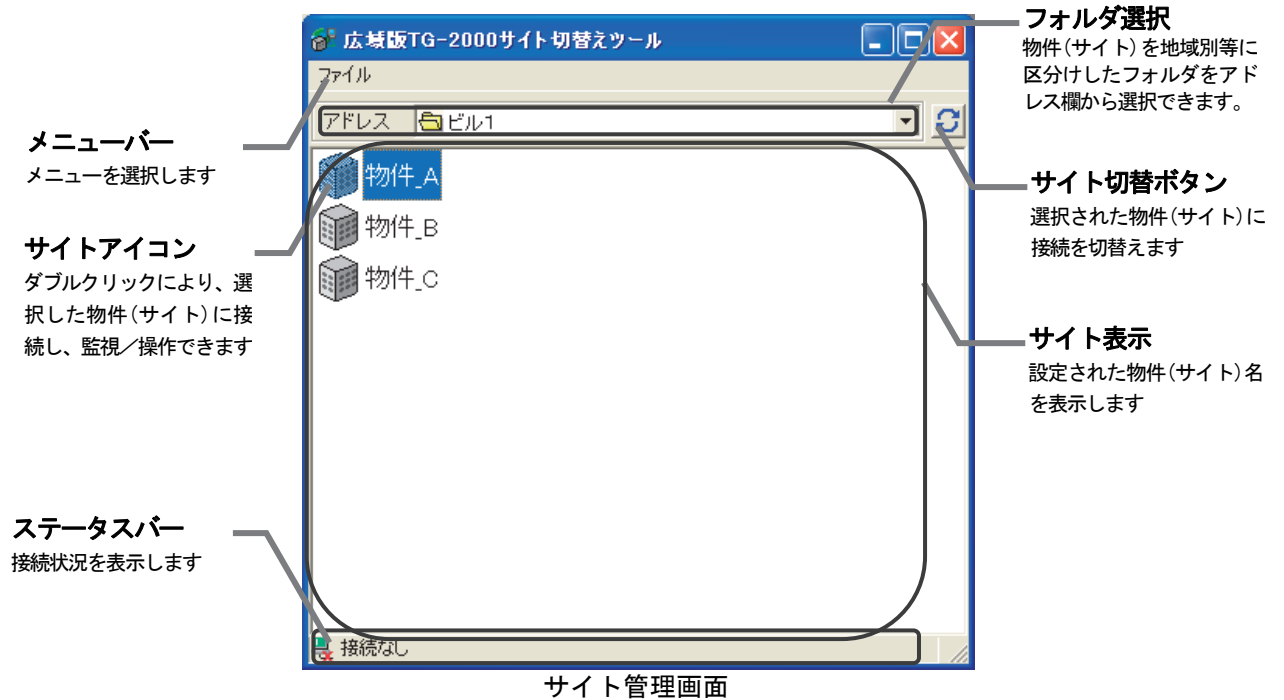 フォルダ選択
物件(サイト)を地域別等に
区分けしたフォルダをアド
レス欄から選択できます。
広域版TG-2000サイト切替えツール
ファイル
アドレス ビル1
メニューバー
メニューを選択します
物件_A
物件_B
物件_C
サイト切替ボタン
選択された物件(サイト)に
接続を切替えます
サイトアイコン
ダブルクリックにより、選
択した物件(サイト)に接
続し、監視／操作できます
サイト表示
設定された物件(サイト)名
を表示します
ステータスバー
接続状況を表示します
接続なし
サイト管理画面